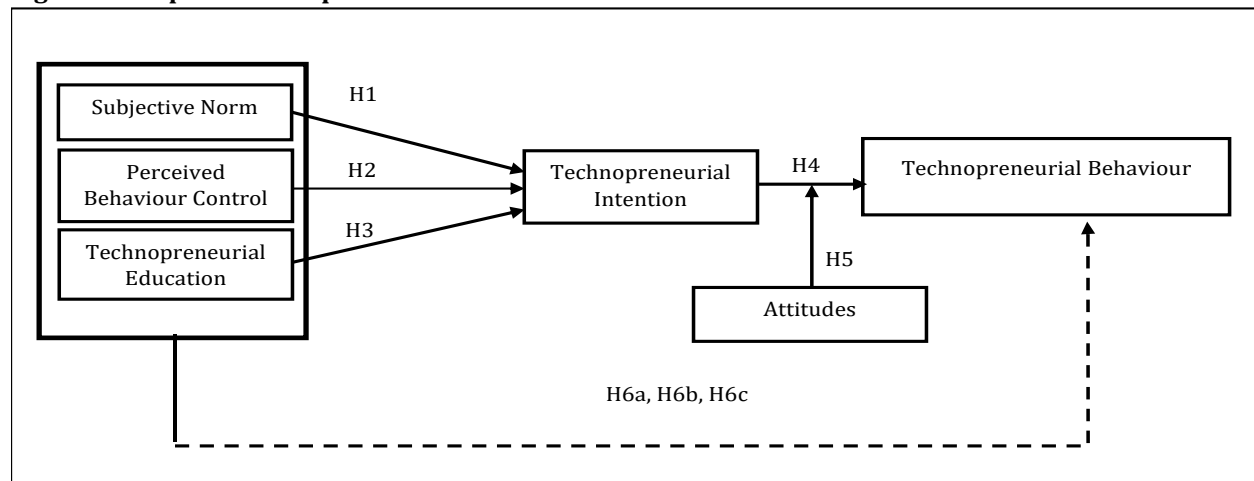 Subjective Norm
H1
Perceived
Behaviour Control
H2
Technopreneurial
Education
H3
Technopreneurial
Intention
H4
Technopreneurial Behaviour
H5
Attitudes
H6a, H6b, H6c